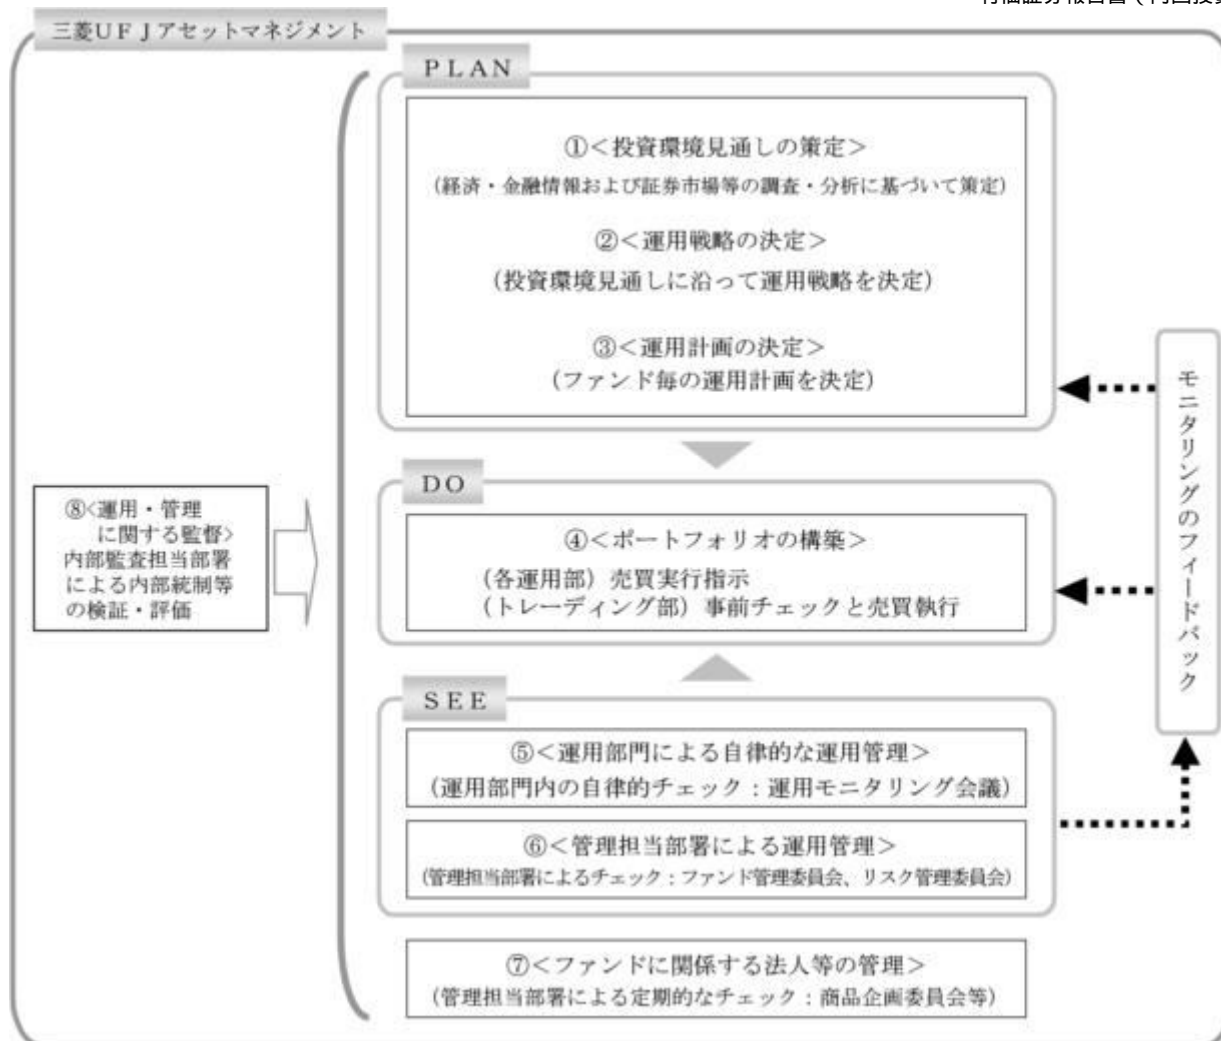 三菱UFJアセットマネジメント
PLAN
①<投資環境見通しの策定>
(経済・金融情報および証券市場等の調査・分析に基づいて策定)
②<運用戦略の決定>
(投資環境見通しに沿って運用戦略を決定)
③<運用計画の決定>
(ファンド毎の運用計画を決定)
DO
④<ポートフォリオの構築>
(各運用部)売買実行指示
(トレーディング部)事前チェックと売買執行
SEE
⑤<運用部門による自律的な運用管理>
(運用部門内の自律的チェック:運用モニタリング会議)
⑥<管理担当部署による運用管理>
(管理担当部署によるチェック:ファンド管理委員会、リスク管理委員会)
⑦<ファンドに関係する法人等の管理>
(管理担当部署による定期的なチェック:商品企画委員会等)
⑧<運用・管理
に関する監督>
内部監査担当部署
による内部統制等
の検証・評価
モニタリングのフィードバック